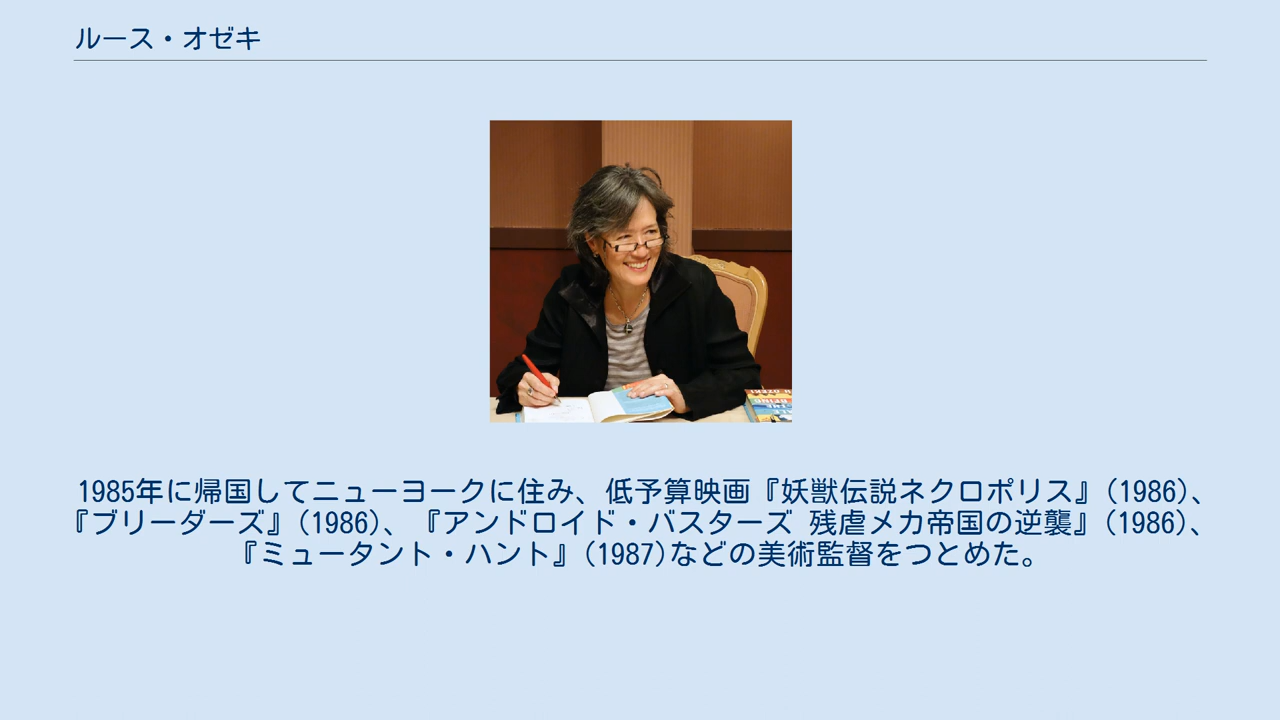 ルース・オゼキ
1985年に帰国してニューヨークに住み、低予算映画『妖獣伝説ネクロポリス』(1986)、
『ブリーダーズ』(1986)、『アンドロイド・バスターズ 残虐メカ帝国の逆襲』(1986)、
『ミュータント・ハント』(1987)などの美術監督をつとめた。